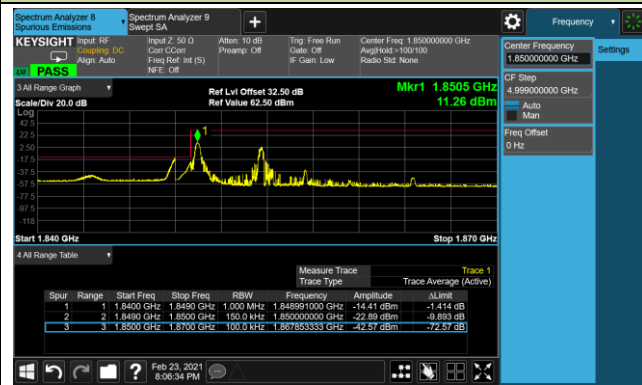 Spectrum Analyzer 8
Spurious Emissions
Spectrum Analyzer 9
Swept SA
Frequency
KEYSIGHT
Input: RF
Coupling: DC
Align: Auto
Input Z: 50 Ω
Corr CCorr
Freq Ref: Int (S)
NFE: Off
Atten: 10 dB
Preamp: Off
Trig: Free Run
Gate: Off
IF Gain: Low
Center Freq: 1.850000000 GHz
Avg|Hold:>100/100
Radio Std: None
PASS
Center Frequency
1.850000000 GHz
Settings
CF Step
4.999000000 GHz
Auto
Man
Freq Offset
0 Hz
3 All Range Graph
Scale/Div 20.0 dB
Ref Lvl Offset 32.50 dB
Ref Value 62.50 dBm
Mkr1 1.8505 GHz
11.26 dBm
Log
42.5
22.5
2.50
-17.5
-37.5
-57.5
-77.5
-97.5
-118
1
Start 1.840 GHz
Stop 1.870 GHz
4 All Range Table
Measure Trace Trace 1
Trace Type Trace Average (Active)
Spur Range Start Freq Stop Freq RBW Frequency Amplitude ΔLimit
1 1 1.8400 GHz 1.8490 GHz 1.000 MHz 1.848991000 GHz -14.41 dBm -1.414 dB
2 2 1.8490 GHz 1.8500 GHz 150.0 kHz 1.850000000 GHz -22.89 dBm -9.893 dB
3 3 1.8500 GHz 1.8700 GHz 100.0 kHz 1.867853333 GHz -42.57 dBm -72.57 dB
?
Feb 23, 2021
8:06:34 PM